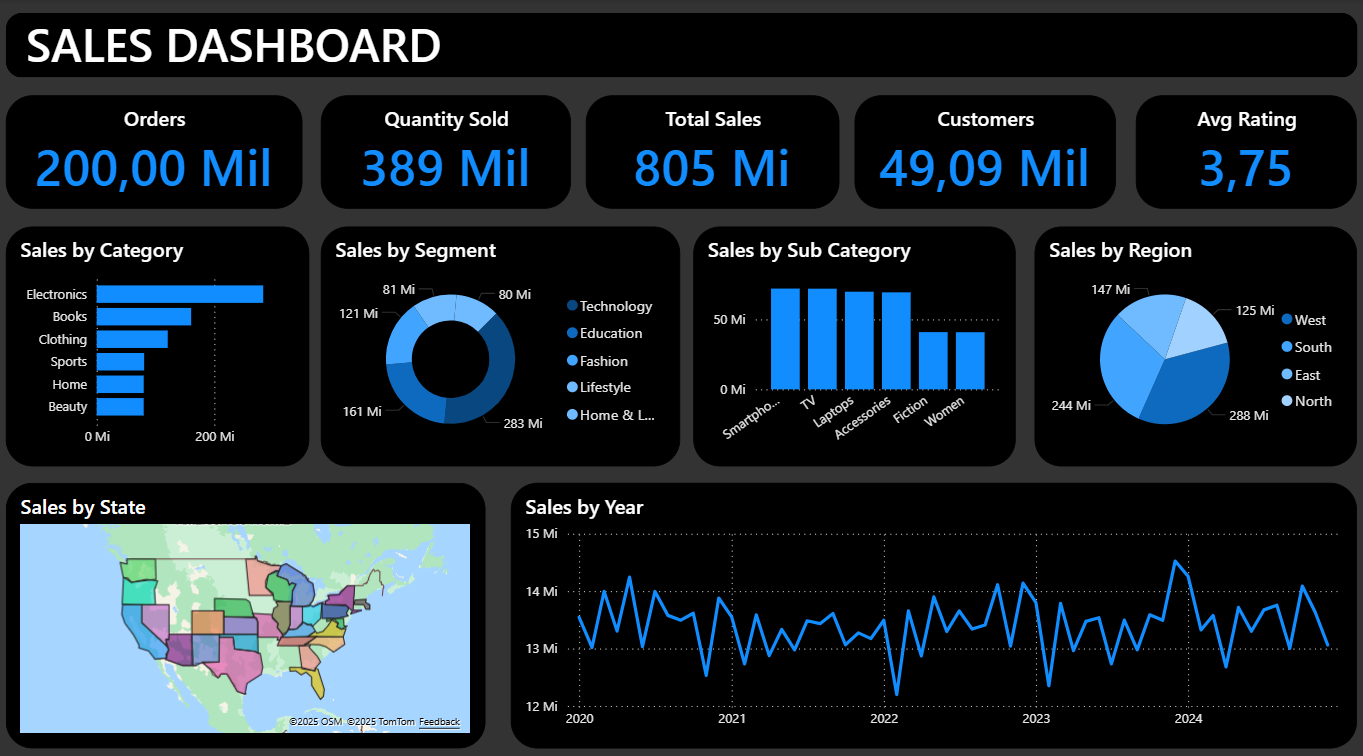 SALES DASHBOARD
Orders
200,00 Mil
Quantity Sold
389 Mil
Total Sales
805 Mi
Customers
49,09 Mil
Avg Rating
3,75
Sales by Category
Electronics
Books
Clothing
Sports
Home
Beauty
0 Mi
200 Mi
Sales by Segment
81 Mi
80 Mi
121 Mi
161 Mi
283 Mi
Technology
Education
Fashion
Lifestyle
Home & L...
Sales by Sub Category
50 Mi
0 Mi
Smartpho...
TV
Laptops
Accessories
Fiction
Women
Sales by Region
147 Mi
125 Mi
244 Mi
288 Mi
West
South
East
North
Sales by State
©2025 OSM ©2025 TomTom Feedback
Sales by Year
15 Mi
14 Mi
13 Mi
12 Mi
2020
2021
2022
2023
2024